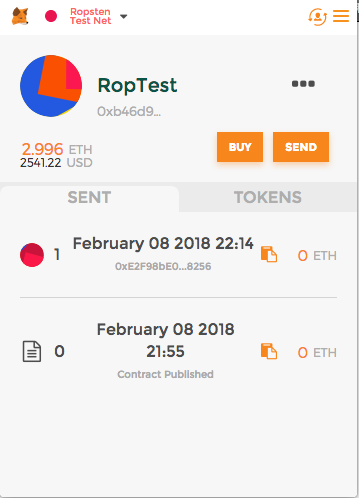 Ropsten
Test Net
RopTest
0xb46d9...
2.996 ETH
2541.22 USD
BUY
SEND
SENT
TOKENS
1
February 08 2018 22:14
0xE2F98bE0...8256
0 ETH
0
February 08 2018
21:55
Contract Published
0 ETH